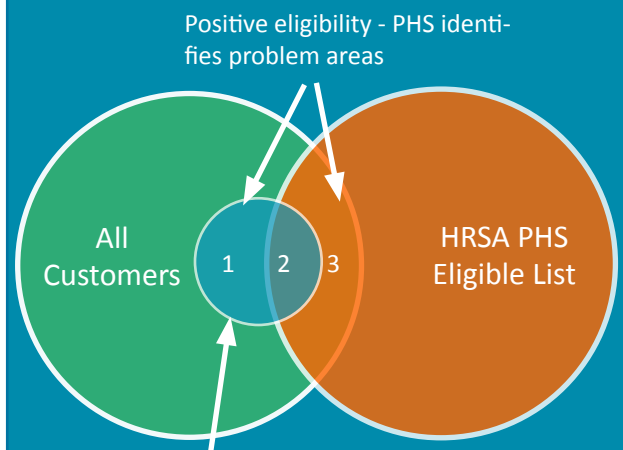 Positive eligibility - PHS identi-
fies problem areas
All
Customers
1
2
3
HRSA PHS
Eligible List